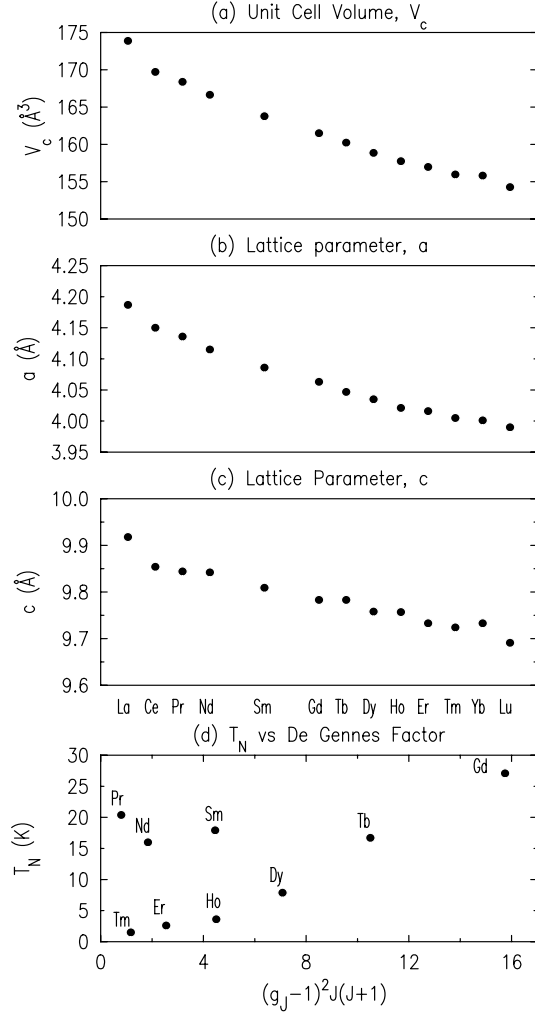 (a) Unit Cell Volume, V_c
175
170
165
160
155
150
V_c (Å³)
(b) Lattice parameter, a
4.25
4.20
4.15
4.10
4.05
4.00
3.95
a (Å)
(c) Lattice Parameter, c
10.0
9.9
9.8
9.7
9.6
c (Å)
La Ce Pr Nd Sm Gd Tb Dy Ho Er Tm Yb Lu
(d) T_N vs De Gennes Factor
30
25
20
15
10
5
0
T_N (K)
Gd
Pr
Nd
Sm
Tb
Dy
Tm
Er
Ho
0 4 8 12 16
(g_J−1)²J(J+1)